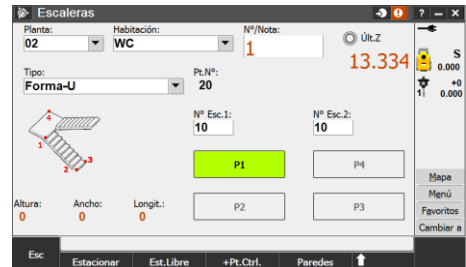 Escaleras
? – ×
Planta:
Habitación:
Nº/Nota:
02
WC
1
Últ.Z
13.334
S
0.000
+0
1
0.000
Tipo:
Pt.Nº:
Forma-U
20
Nº Esc.1:
Nº Esc.2:
10
10
4
1
2
3
P1
P4
P2
P3
Altura:
Ancho:
Longit.:
0
0
0
Mapa
Menú
Favoritos
Cambiar a
Esc
Estacionar
Est.Libre
+Pt.Ctrl.
Paredes